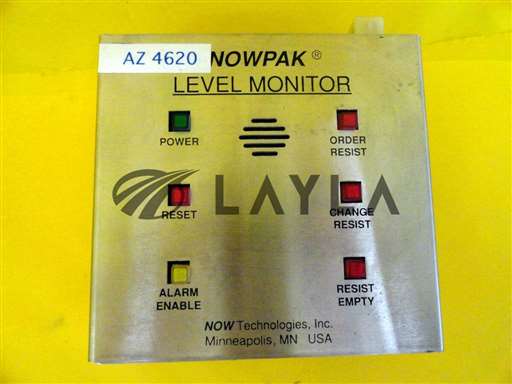 AZ 4620
NOWPAK ®
LEVEL MONITOR
POWER
ORDER
RESIST
LAYLA
RESET
CHANGE
RESIST
ALARM
ENABLE
RESIST
EMPTY
NOW Technologies, Inc.
Minneapolis, MN USA